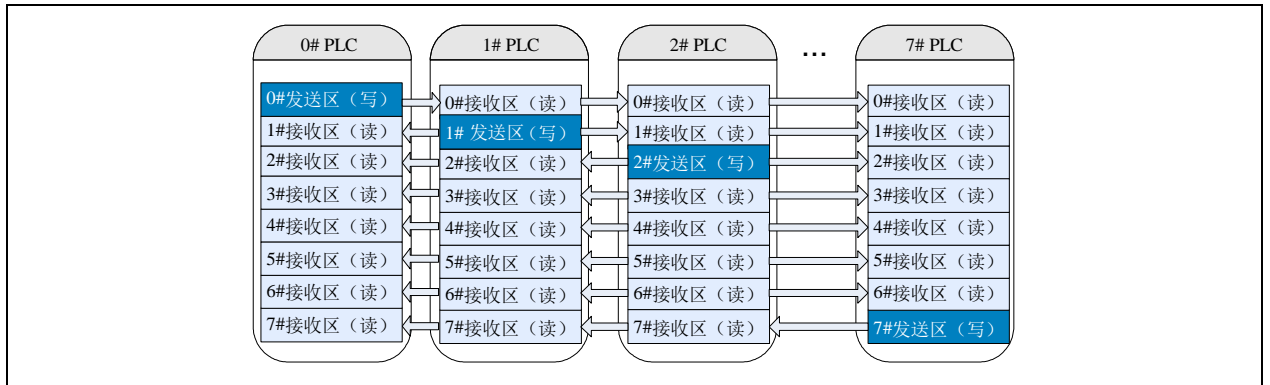 0# PLC
1# PLC
2# PLC
...
7# PLC
0#发送区（写）
0#接收区（读）
0#接收区（读）
0#接收区（读）
1#接收区（读）
1# 发送区（写）
1#接收区（读）
1#接收区（读）
2#接收区（读）
2#接收区（读）
2#发送区（写）
2#接收区（读）
3#接收区（读）
3#接收区（读）
3#接收区（读）
3#接收区（读）
4#接收区（读）
4#接收区（读）
4#接收区（读）
4#接收区（读）
5#接收区（读）
5#接收区（读）
5#接收区（读）
5#接收区（读）
6#接收区（读）
6#接收区（读）
6#接收区（读）
6#接收区（读）
7#接收区（读）
7#接收区（读）
7#接收区（读）
7#发送区（写）